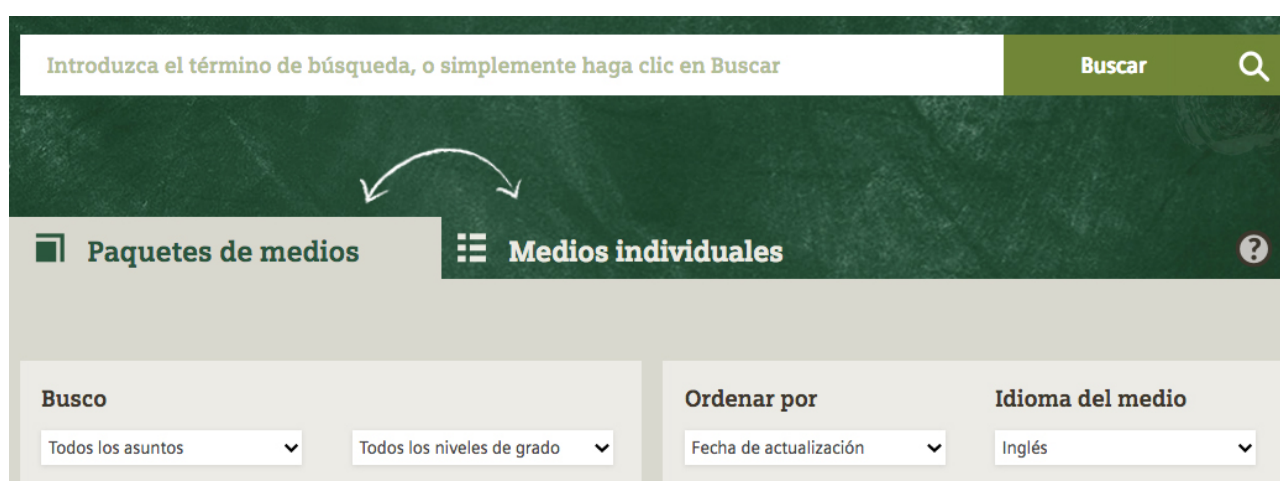 Introduzca el término de búsqueda, o simplemente haga clic en Buscar
Buscar
Paquetes de medios
Medios individuales
?
Busco
Todos los asuntos
Todos los niveles de grado
Ordenar por
Fecha de actualización
Idioma del medio
Inglés